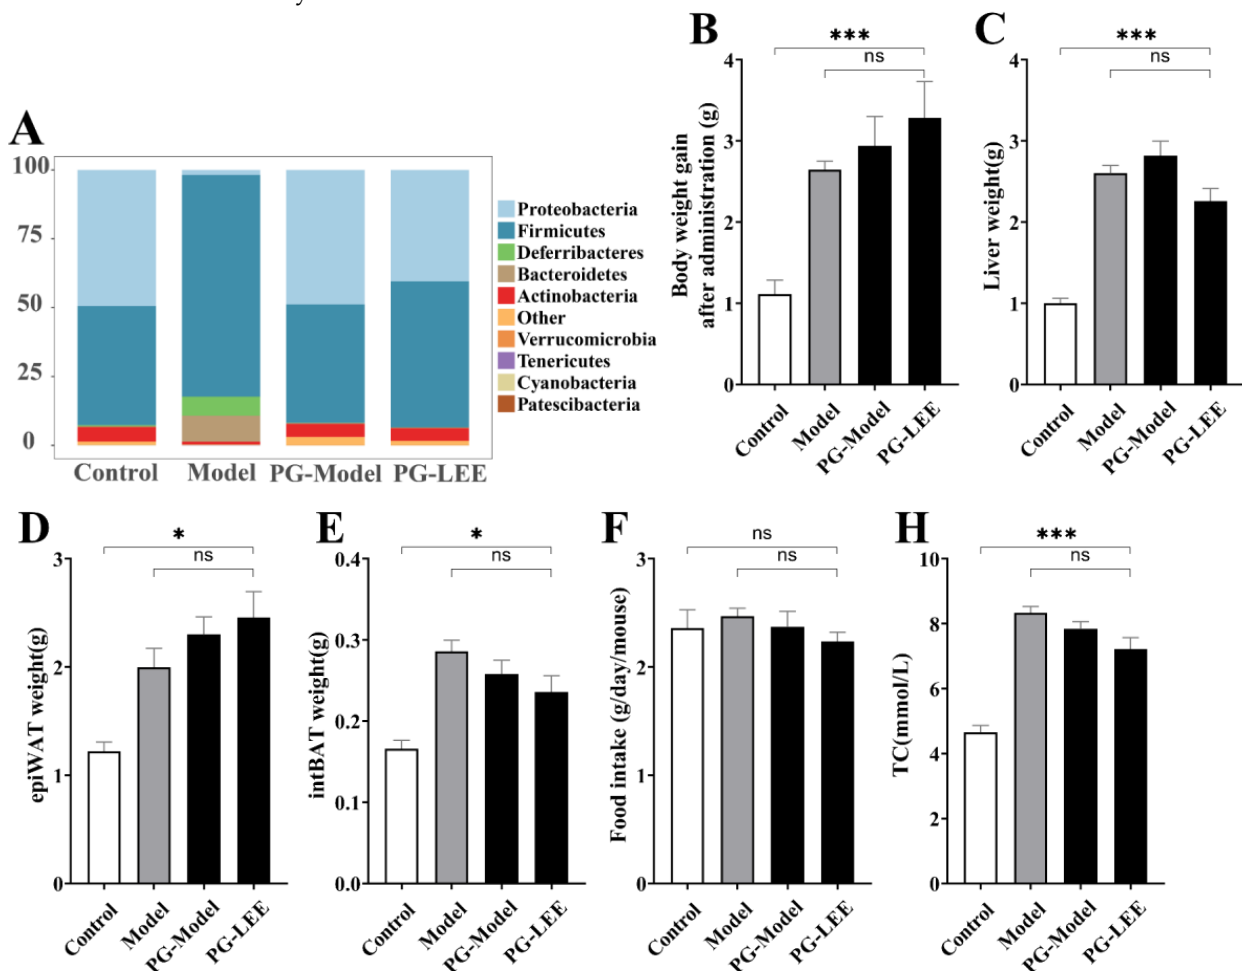 A
100
75
50
25
0
Control Model PG-Model PG-LEE
Proteobacteria
Firmicutes
Deferribacteres
Bacteroidetes
Actinobacteria
Other
Verrucomicrobia
Tenericutes
Cyanobacteria
Patescibacteria
B
***
ns
Body weight gain
after administration (g)
4
3
2
1
0
Control Model PG-Model PG-LEE
C
***
ns
Liver weight(g)
4
3
2
1
0
Control Model PG-Model PG-LEE
D
*
ns
epiWAT weight(g)
3
2
1
0
Control Model PG-Model PG-LEE
E
*
ns
intBAT weight(g)
0.4
0.3
0.2
0.1
0.0
Control Model PG-Model PG-LEE
F
ns
ns
Food intake (g/day/mouse)
3
2
1
0
Control Model PG-Model PG-LEE
H
***
ns
TC(mmol/L)
10
8
6
4
2
0
Control Model PG-Model PG-LEE